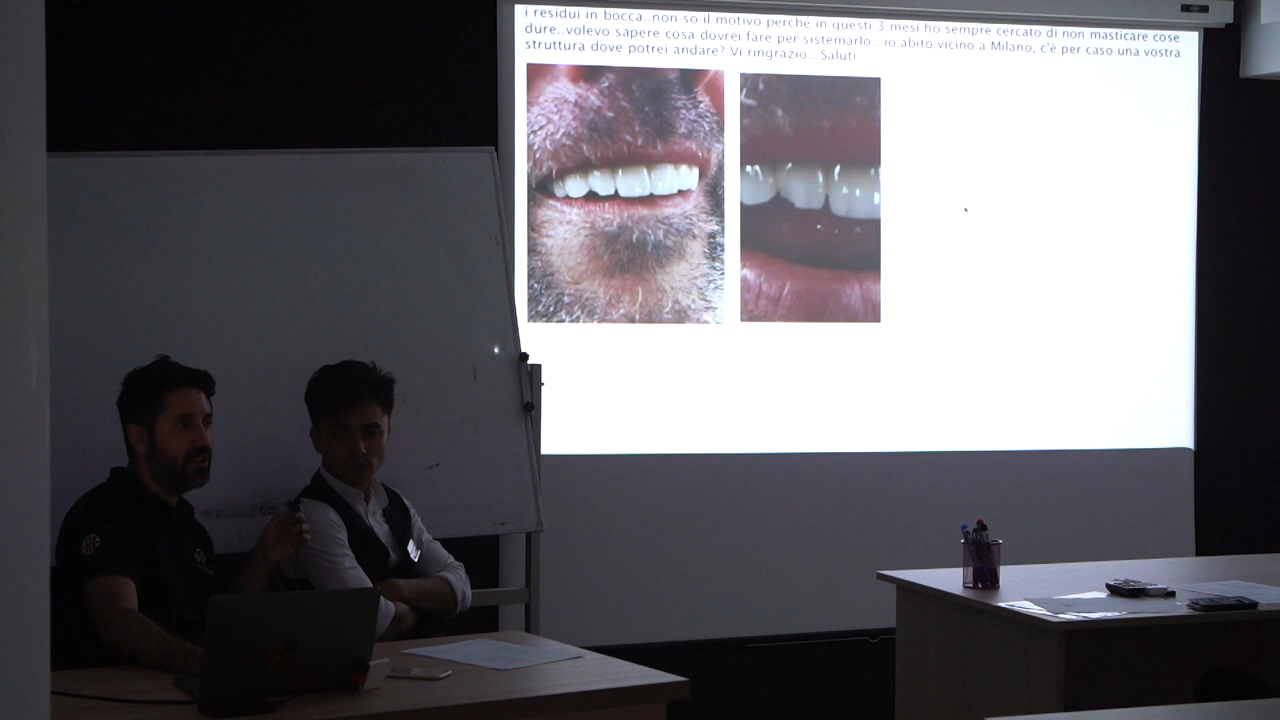 i residui in bocca..non so il motivo perché in questi 3 mesi ho sempre cercato di non masticare cose
dure..volevo sapere cosa dovrei fare per sistemarlo...io abito vicino a Milano, c'è per caso una vostra
struttura dove potrei andare? Vi ringrazio...Saluti